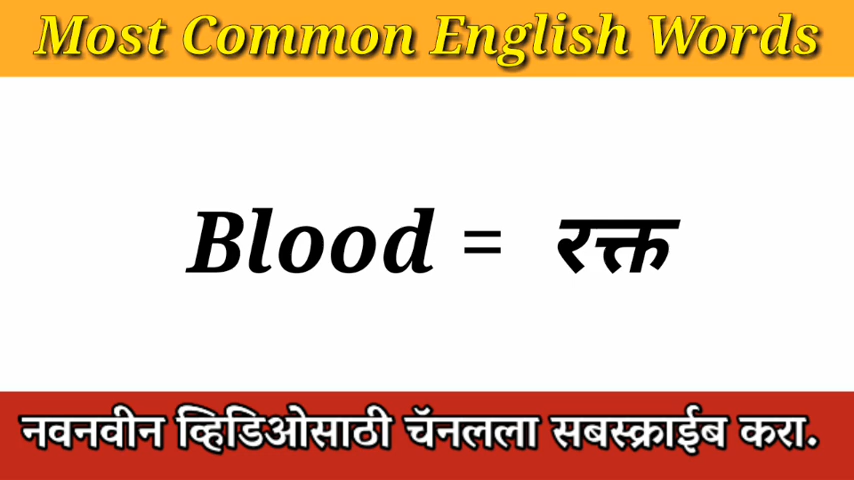 Most Common English Words
Blood = रक्त
नवनवीन व्हिडिओसाठी चॅनलला सबस्क्राईब करा.